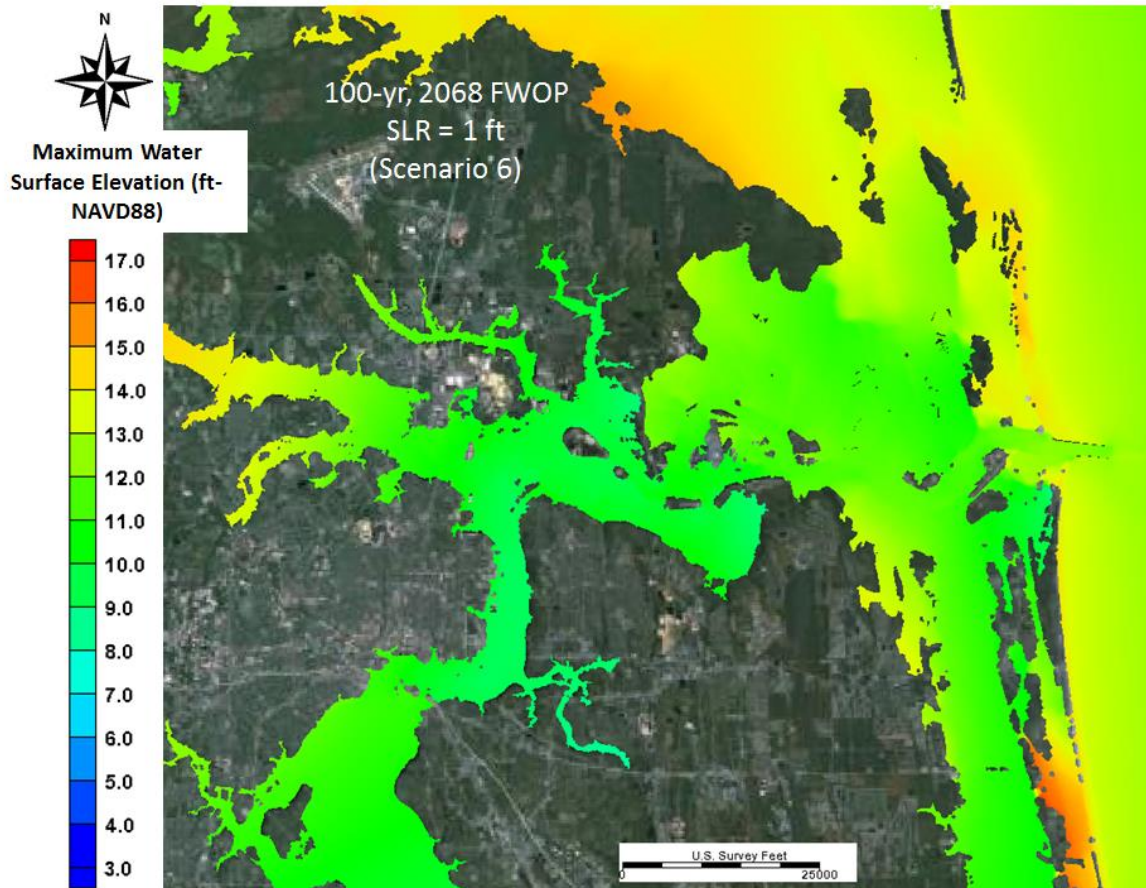 N
100-yr, 2068 FWOP
SLR = 1 ft
(Scenario 6)
Maximum Water
Surface Elevation (ft-
NAVD88)
17.0
16.0
15.0
14.0
13.0
12.0
11.0
10.0
9.0
8.0
7.0
6.0
5.0
4.0
3.0
U.S. Survey Feet
0 25000